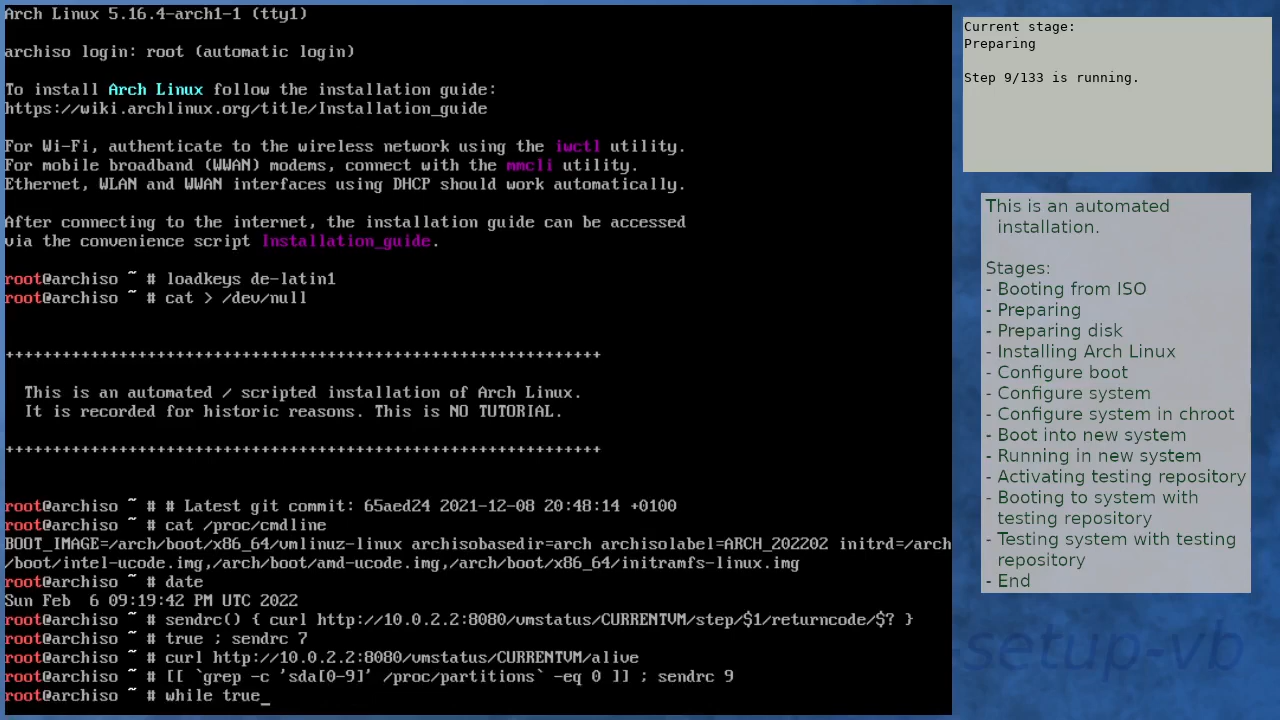 Arch Linux 5.16.4-arch1-1 (tty1)
archiso login: root (automatic login)
To install Arch Linux follow the installation guide:
https://wiki.archlinux.org/title/Installation_guide
For Wi-Fi, authenticate to the wireless network using the iwctl utility.
For mobile broadband (WWAN) modems, connect with the mmcli utility.
Ethernet, WLAN and WWAN interfaces using DHCP should work automatically.
After connecting to the internet, the installation guide can be accessed
via the convenience script Installation_guide.
root@archiso ~ # loadkeys de-latin1
root@archiso ~ # cat > /dev/null
+++++++++++++++++++++++++++++++++++++++++++++++++++++++++++++++
This is an automated / scripted installation of Arch Linux.
It is recorded for historic reasons. This is NO TUTORIAL.
+++++++++++++++++++++++++++++++++++++++++++++++++++++++++++++++
root@archiso ~ # # Latest git commit: 65aed24 2021-12-08 20:48:14 +0100
root@archiso ~ # cat /proc/cmdline
BOOT_IMAGE=/arch/boot/x86_64/vmlinuz-linux archisobasedir=arch archisolabel=ARCH_202202 initrd=/arch
/boot/intel-ucode.img,/arch/boot/amd-ucode.img,/arch/boot/x86_64/initramfs-linux.img
root@archiso ~ # date
Sun Feb  6 09:19:42 PM UTC 2022
root@archiso ~ # sendrc() { curl http://10.0.2.2:8080/vmstatus/CURRENTVM/step/$1/returncode/$? }
root@archiso ~ # true ; sendrc 7
root@archiso ~ # curl http://10.0.2.2:8080/vmstatus/CURRENTVM/alive
root@archiso ~ # [[ `grep -c 'sda[0-9]' /proc/partitions` -eq 0 ]] ; sendrc 9
root@archiso ~ # while true_
Current stage:
Preparing
Step 9/133 is running.
This is an automated
installation.
Stages:
- Booting from ISO
- Preparing
- Preparing disk
- Installing Arch Linux
- Configure boot
- Configure system
- Configure system in chroot
- Boot into new system
- Running in new system
- Activating testing repository
- Booting to system with
testing repository
- Testing system with testing
repository
- End
-setup-vb